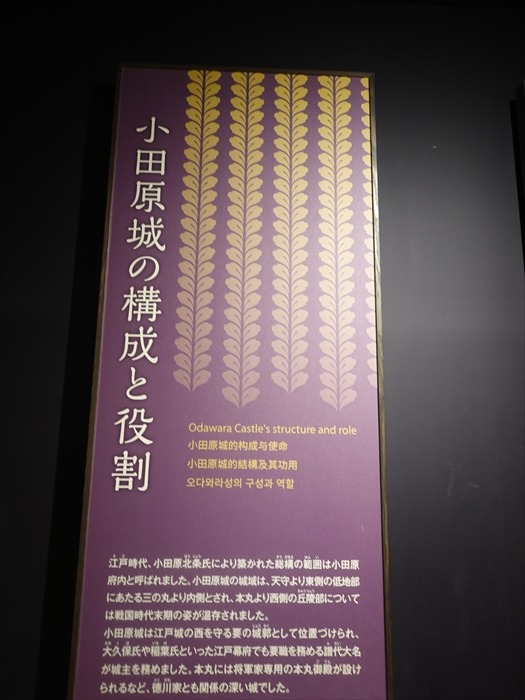 小田原城の構成と役割
Odawara Castle's structure and role
小田原城的构成与使命
小田原城的結構及其功用
오다와라성의 구성과 역할
江戸時代、小田原北条氏により築かれた総構の範囲は小田原
府内と呼ばれました。小田原城の城域は、天守より東側の低地部
にあたる三の丸より内側とされ、本丸より西側の丘陵部について
は戦国時代末期の姿が温存されました。
小田原城は江戸城の西を守る要の城郭として位置づけられ、
大久保氏や稲葉氏といった江戸幕府でも要職を務める譜代大名
が城主を務めました。本丸には将軍家専用の本丸御殿が設け
られるなど、徳川家とも関係の深い城でした。